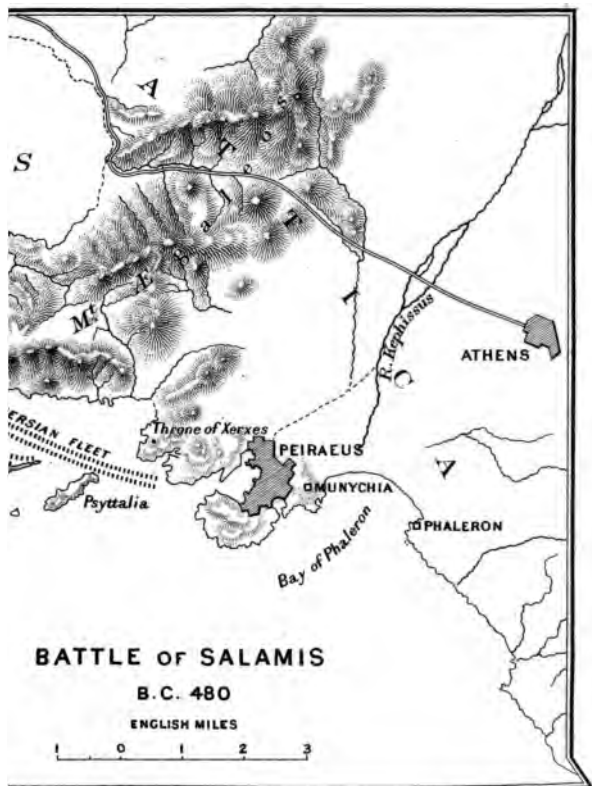 A T T I C A
S
Mt Ægaleos
R. Kephissus
ATHENS
Throne of Xerxes
PERSIAN FLEET
PEIRAEUS
MUNYCHIA
Psyttalia
PHALERON
Bay of Phaleron
BATTLE OF SALAMIS
B.C. 480
ENGLISH MILES
1 0 1 2 3